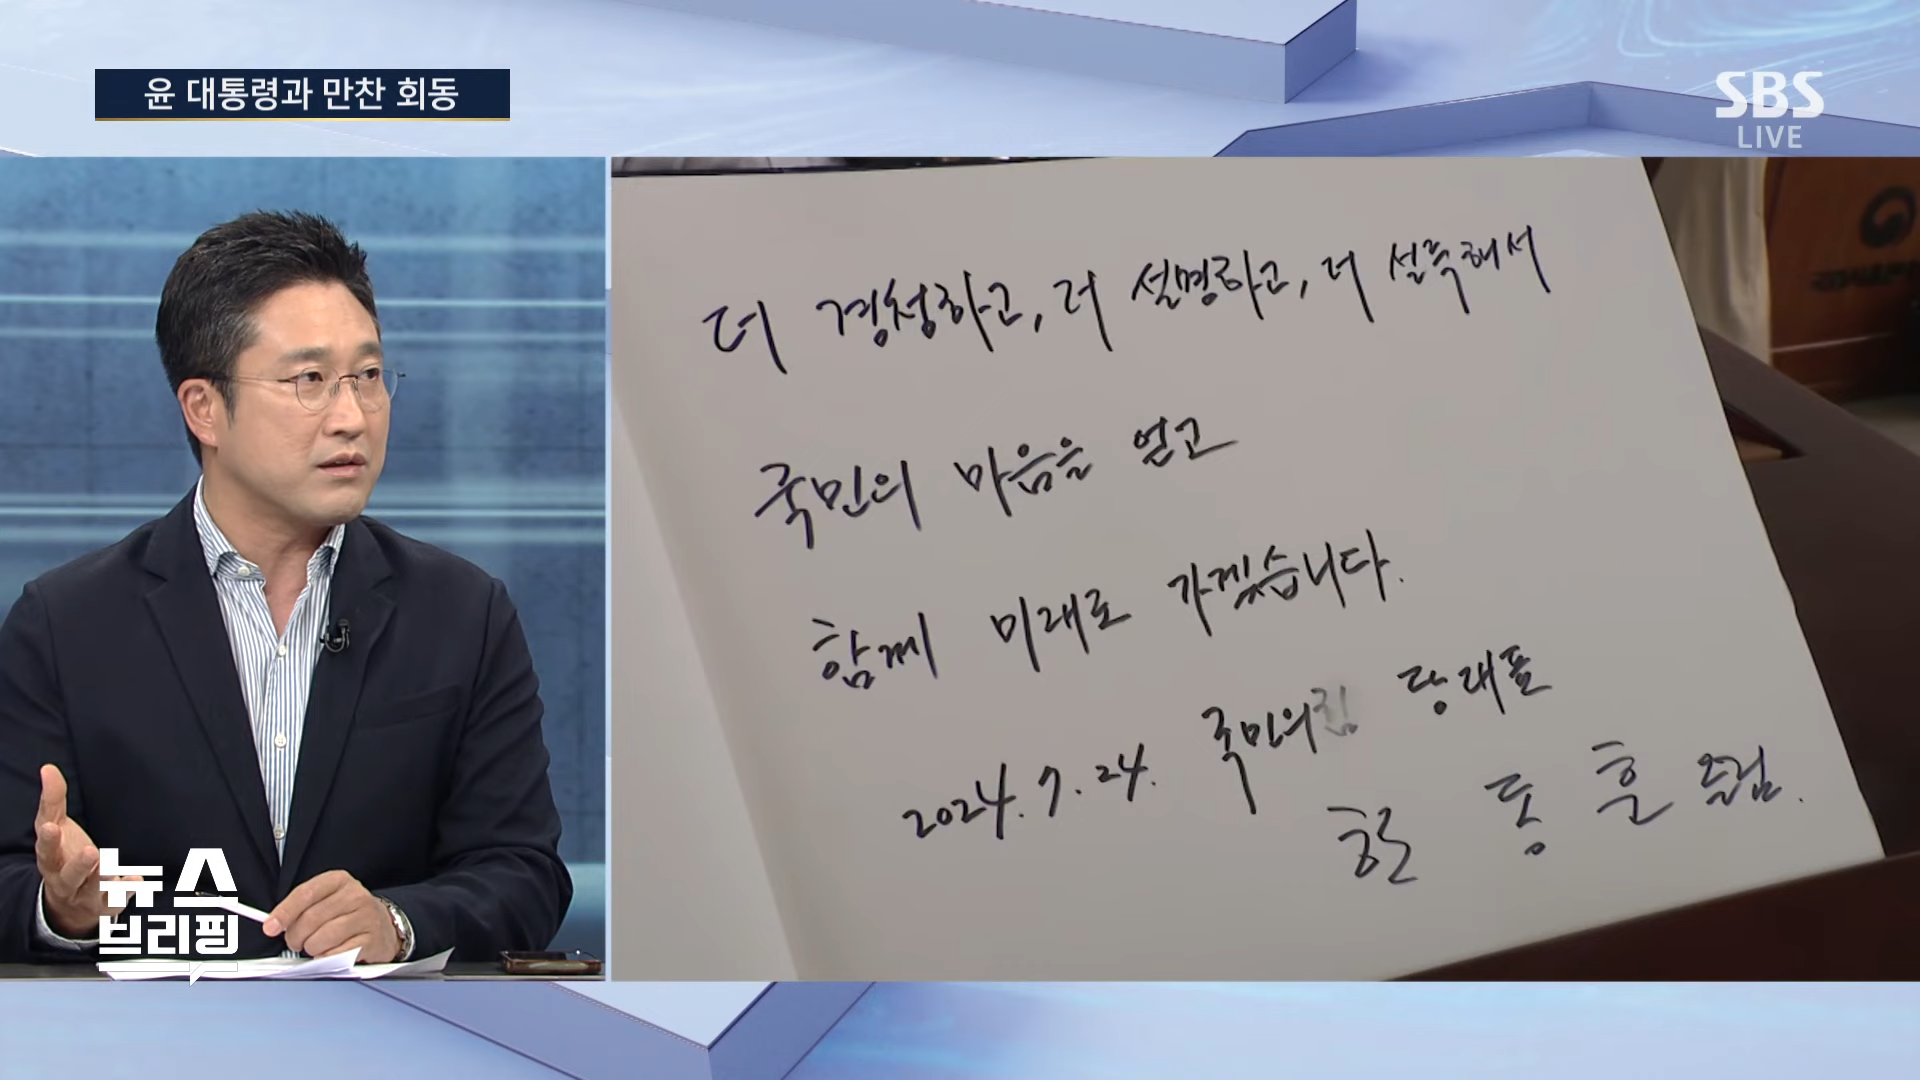 윤 대통령과 만찬 회동
SBS
LIVE
더 경청하고, 더 설명하고, 더 설득해서
국민의 마음을 얻고
함께 미래로 가겠습니다.
2024. 7. 24. 국민의힘 당대표
한 동 훈 올림.
뉴스
브리핑